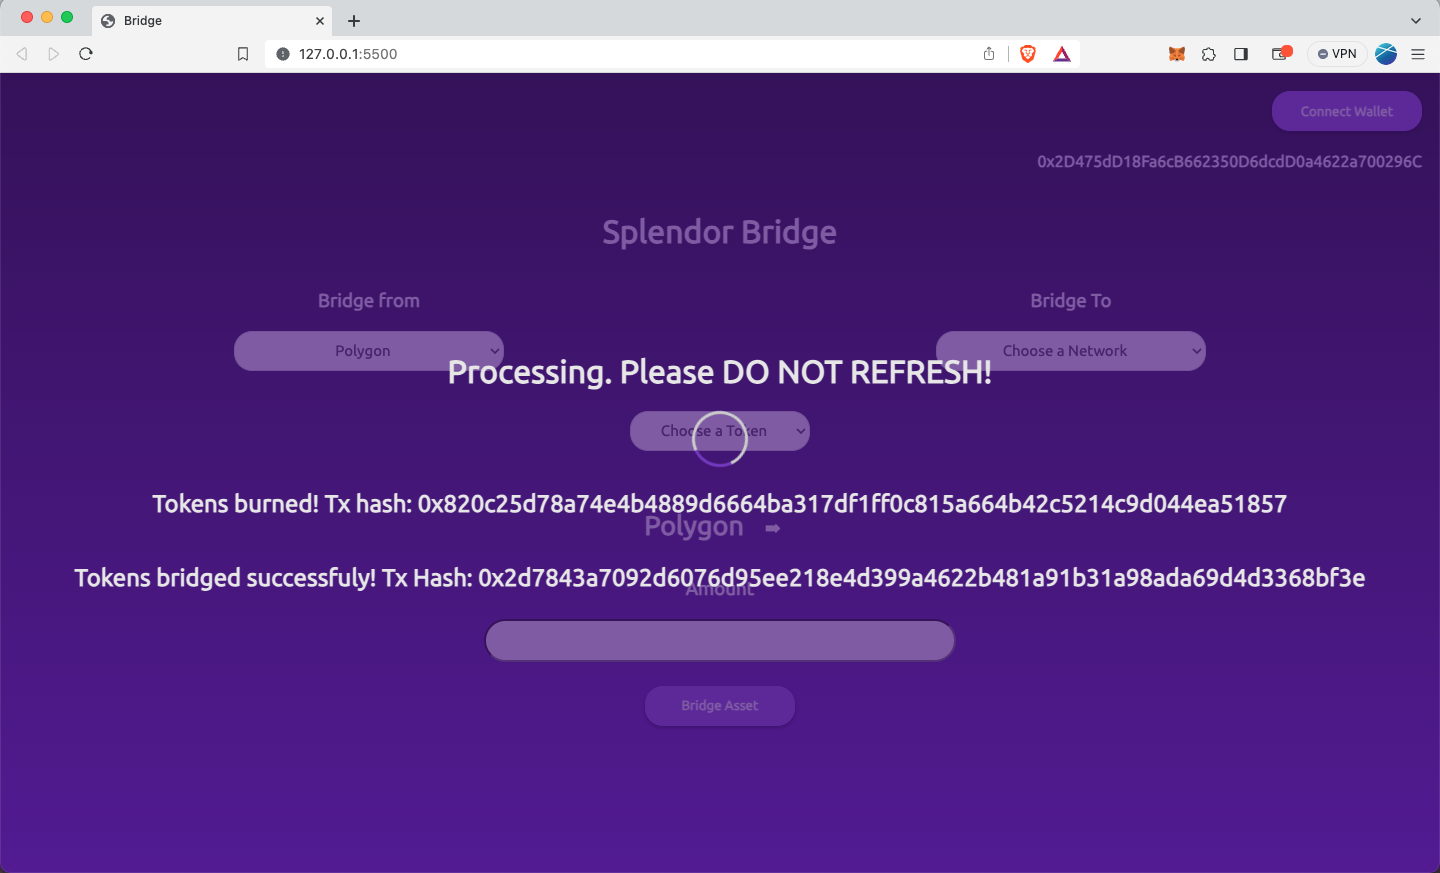 Bridge
127.0.0.1:5500
VPN
Connect Wallet
0x2D475dD18Fa6cB662350D6dcdD0a4622a700296C
Splendor Bridge
Bridge from
Bridge To
Polygon
Choose a Network
Processing. Please DO NOT REFRESH!
Choose a Token
Tokens burned! Tx hash: 0x820c25d78a74e4b4889d6664ba317df1ff0c815a664b42c5214c9d044ea51857
Polygon ➡
Tokens bridged successfuly! Tx Hash: 0x2d7843a7092d6076d95ee218e4d399a4622b481a91b31a98ada69d4d3368bf3e
Amount
Bridge Asset